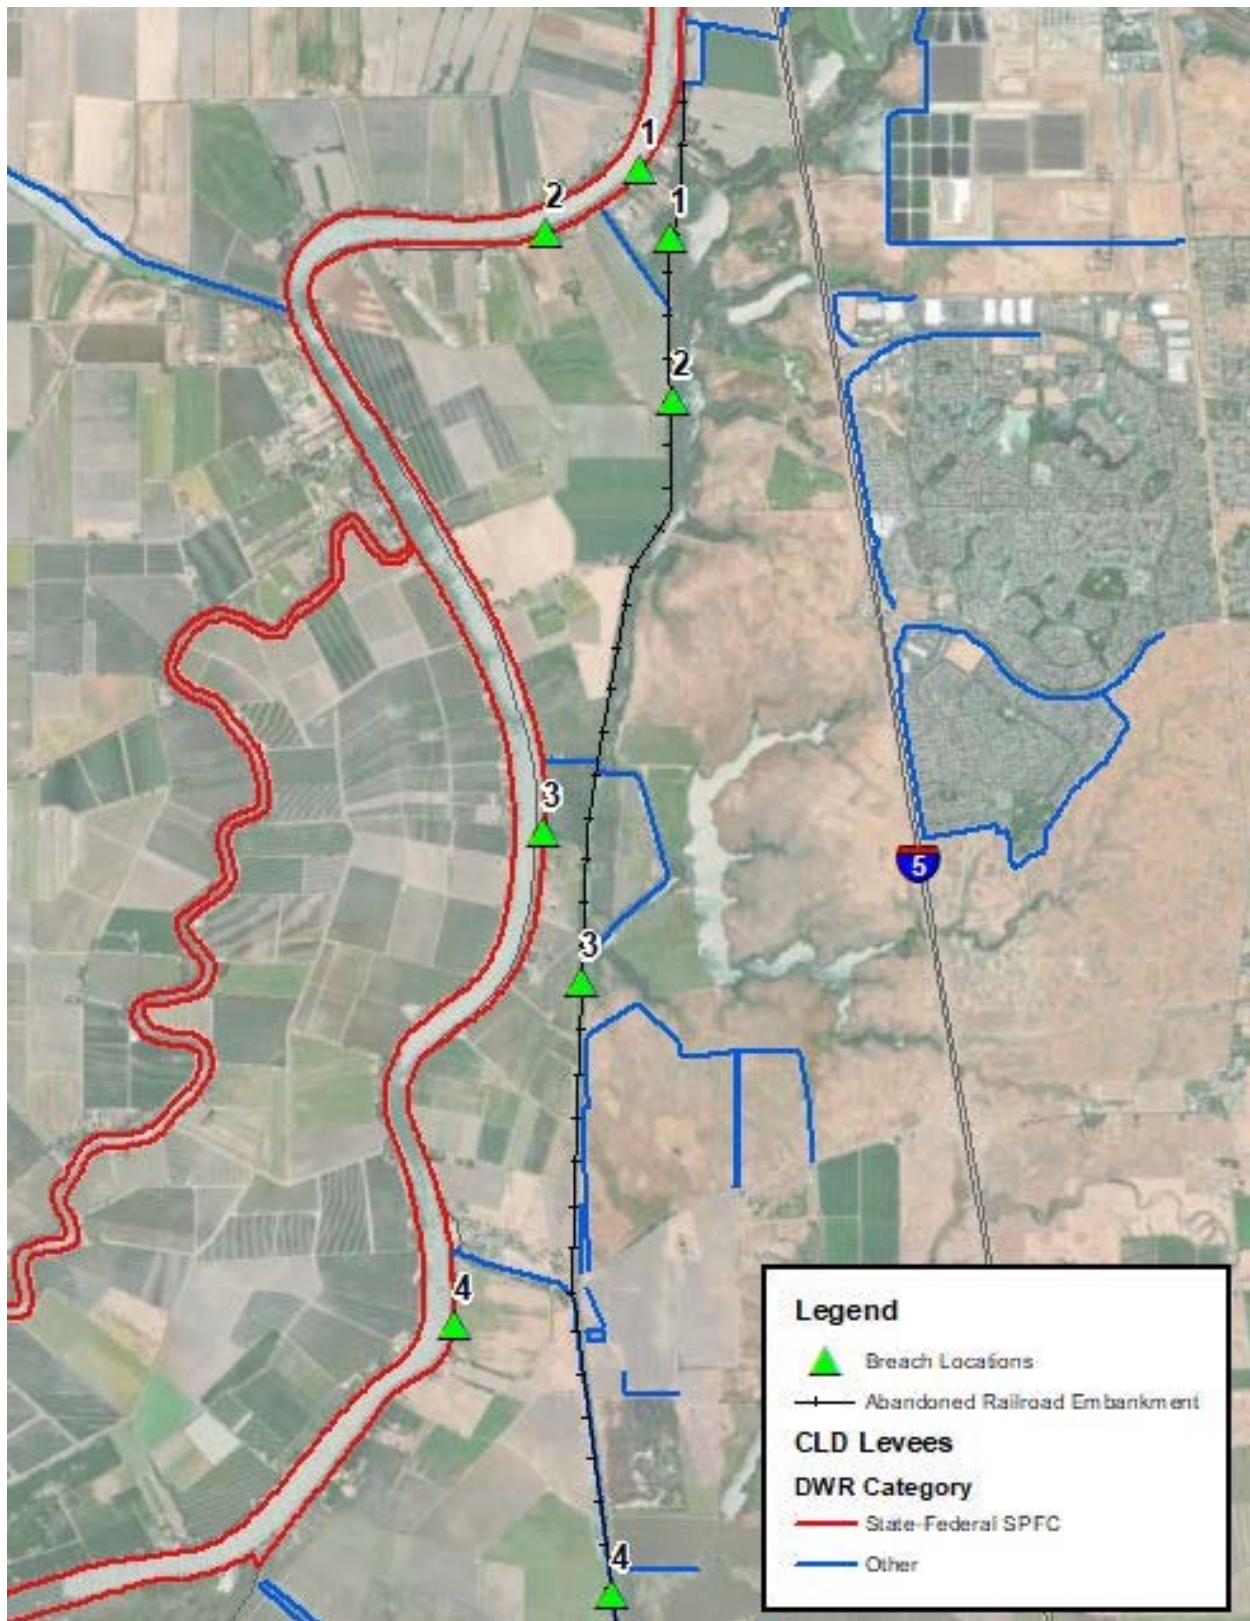 1
2
1
2
3
5
3
4
4
Legend
Breach Locations
Abandoned Railroad Embankment
CLD Levees
DWR Category
State-Federal SPFC
Other